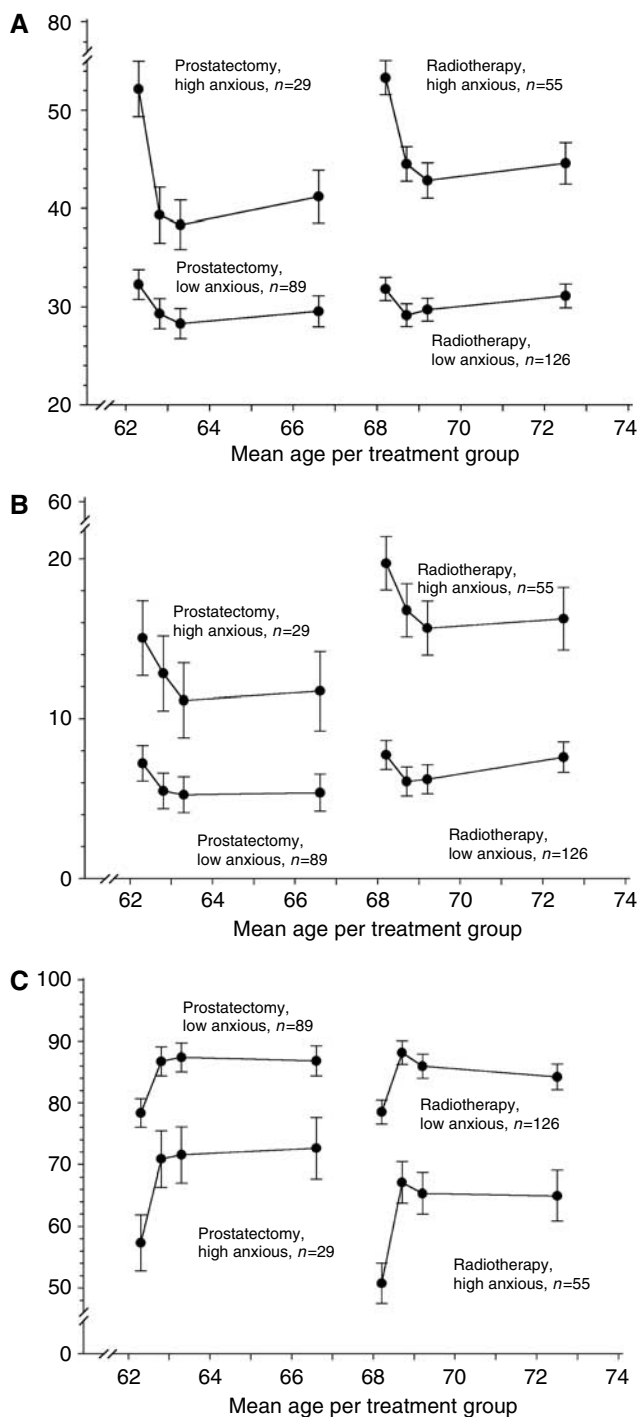 A
80
50
40
30
20
Prostatectomy,
high anxious, n=29
Radiotherapy,
high anxious, n=55
Prostatectomy,
low anxious, n=89
Radiotherapy,
low anxious, n=126
62 64 66 68 70 72 74
Mean age per treatment group
B
60
20
10
0
Prostatectomy,
high anxious, n=29
Radiotherapy,
high anxious, n=55
Prostatectomy,
low anxious, n=89
Radiotherapy,
low anxious, n=126
62 64 66 68 70 72 74
Mean age per treatment group
C
100
90
80
70
60
50
0
Prostatectomy,
low anxious, n=89
Radiotherapy,
low anxious, n=126
Prostatectomy,
high anxious, n=29
Radiotherapy,
high anxious, n=55
62 64 66 68 70 72 74
Mean age per treatment group